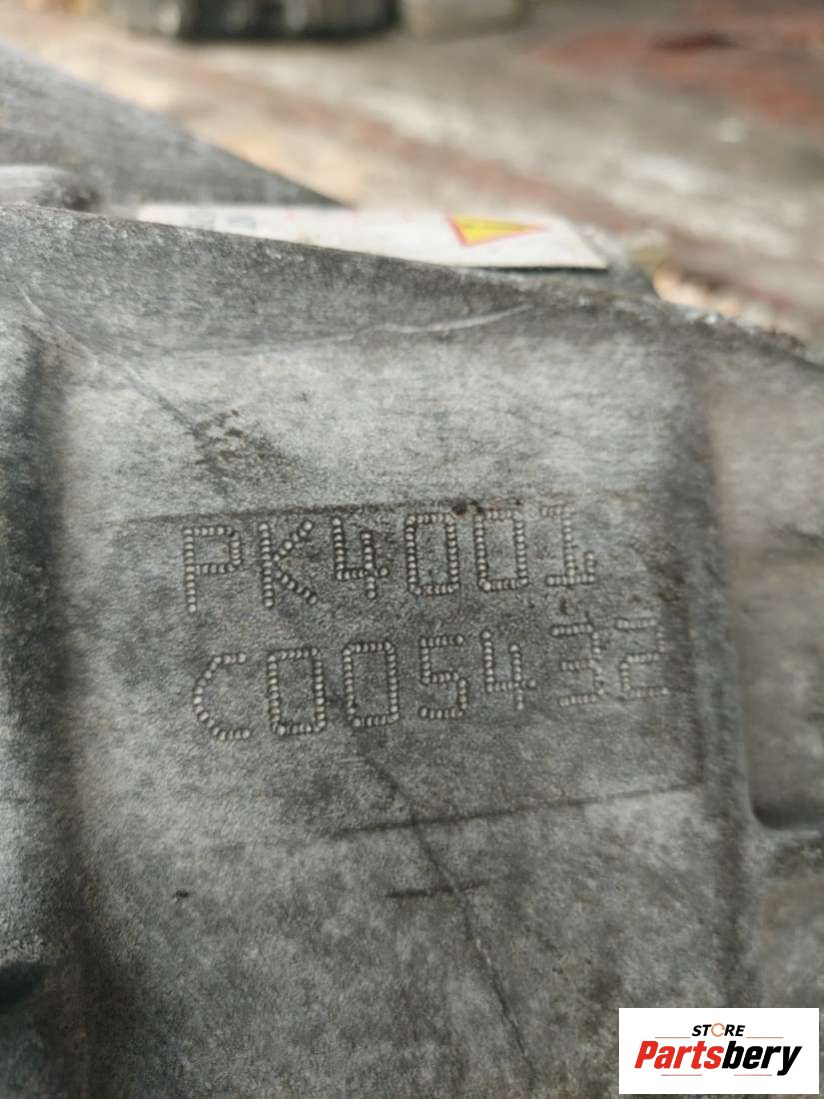 PK4001
C005432
STORE
Partsbery